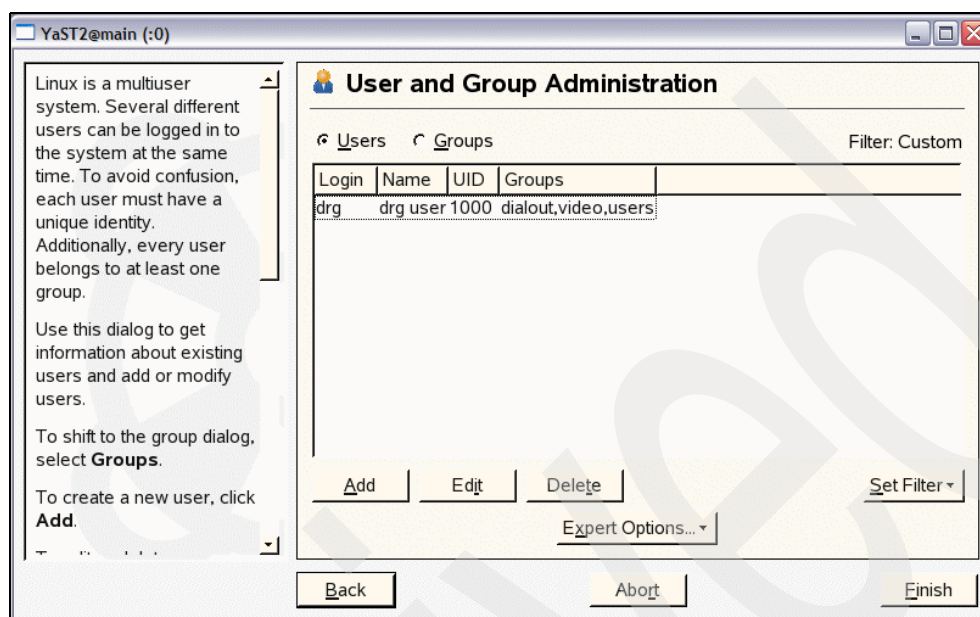 YaST2@main (:0)
Linux is a multiuser
system. Several different
users can be logged in to
the system at the same
time. To avoid confusion,
each user must have a
unique identity.
Additionally, every user
belongs to at least one
group.
Use this dialog to get
information about existing
users and add or modify
users.
To shift to the group dialog,
select Groups.
To create a new user, click
Add.
User and Group Administration
Users Groups Filter: Custom
Login Name UID Groups
drg drg user 1000 dialout,video,users
Add Edit Delete Set Filter
Expert Options...
Back Abort Finish